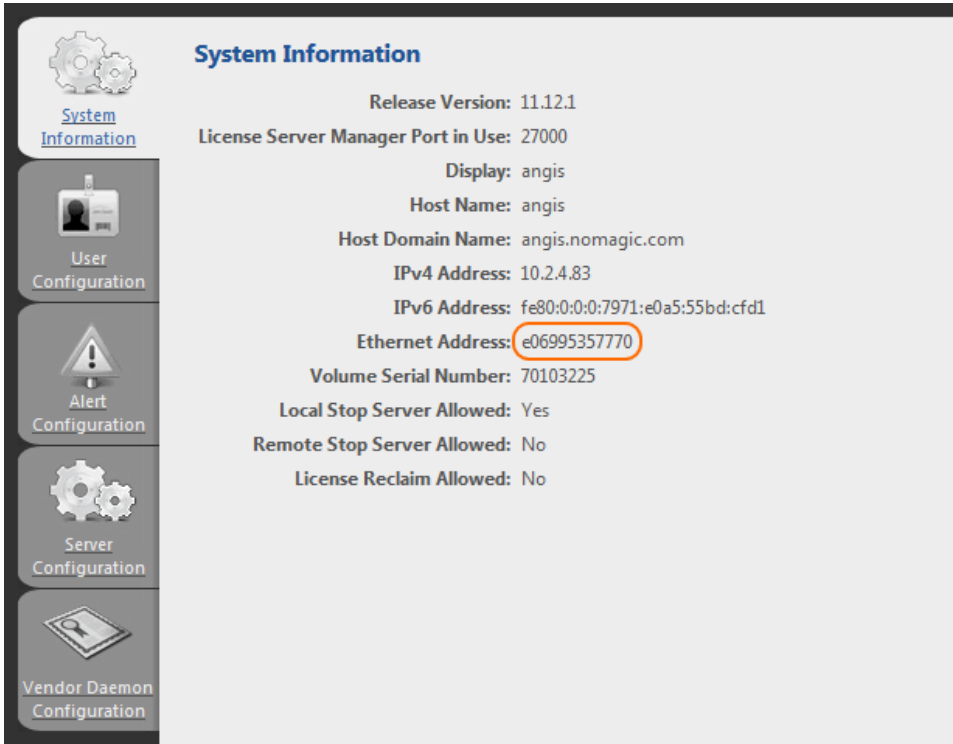 System
Information
User
Configuration
Alert
Configuration
Server
Configuration
Vendor Daemon
Configuration
System Information
Release Version: 11.12.1
License Server Manager Port in Use: 27000
Display: angis
Host Name: angis
Host Domain Name: angis.nomagic.com
IPv4 Address: 10.2.4.83
IPv6 Address: fe80:0:0:0:7971:e0a5:55bd:cfd1
Ethernet Address: e06995357770
Volume Serial Number: 70103225
Local Stop Server Allowed: Yes
Remote Stop Server Allowed: No
License Reclaim Allowed: No